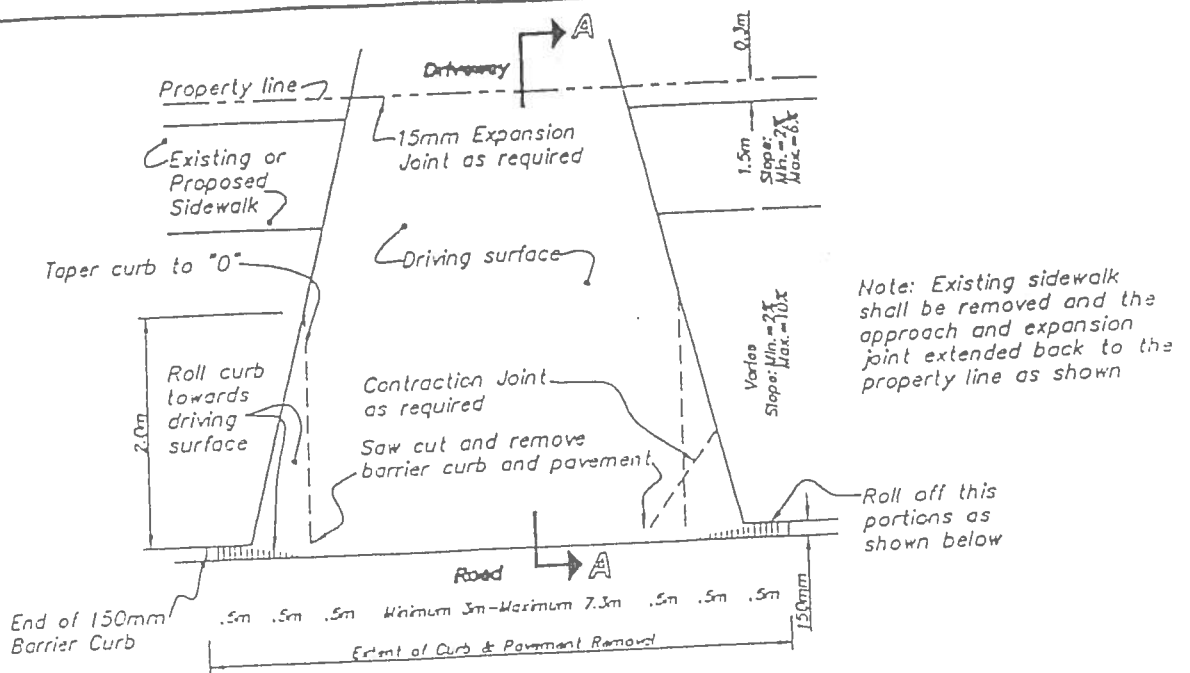 A
Driveway
0.2m
Property line
15mm Expansion
Joint as required
1.5m
Slope:
Min.=2%
Max.=6%
Existing or
Proposed
Sidewalk
Taper curb to "0"
Driving surface
Note: Existing sidewalk
shall be removed and the
approach and expansion
joint extended back to the
property line as shown
Varies
Slope: Min.=2%
Max.=10%
2.0m
Roll curb
towards
driving
surface
Contraction Joint
as required
Saw cut and remove
barrier curb and pavement
Roll off this
portions as
shown below
A
Road
End of 150mm
Barrier Curb
.5m .5m .5m Minimum 3m-Maximum 7.3m .5m .5m .5m
150mm
Extent of Curb & Pavement Removal